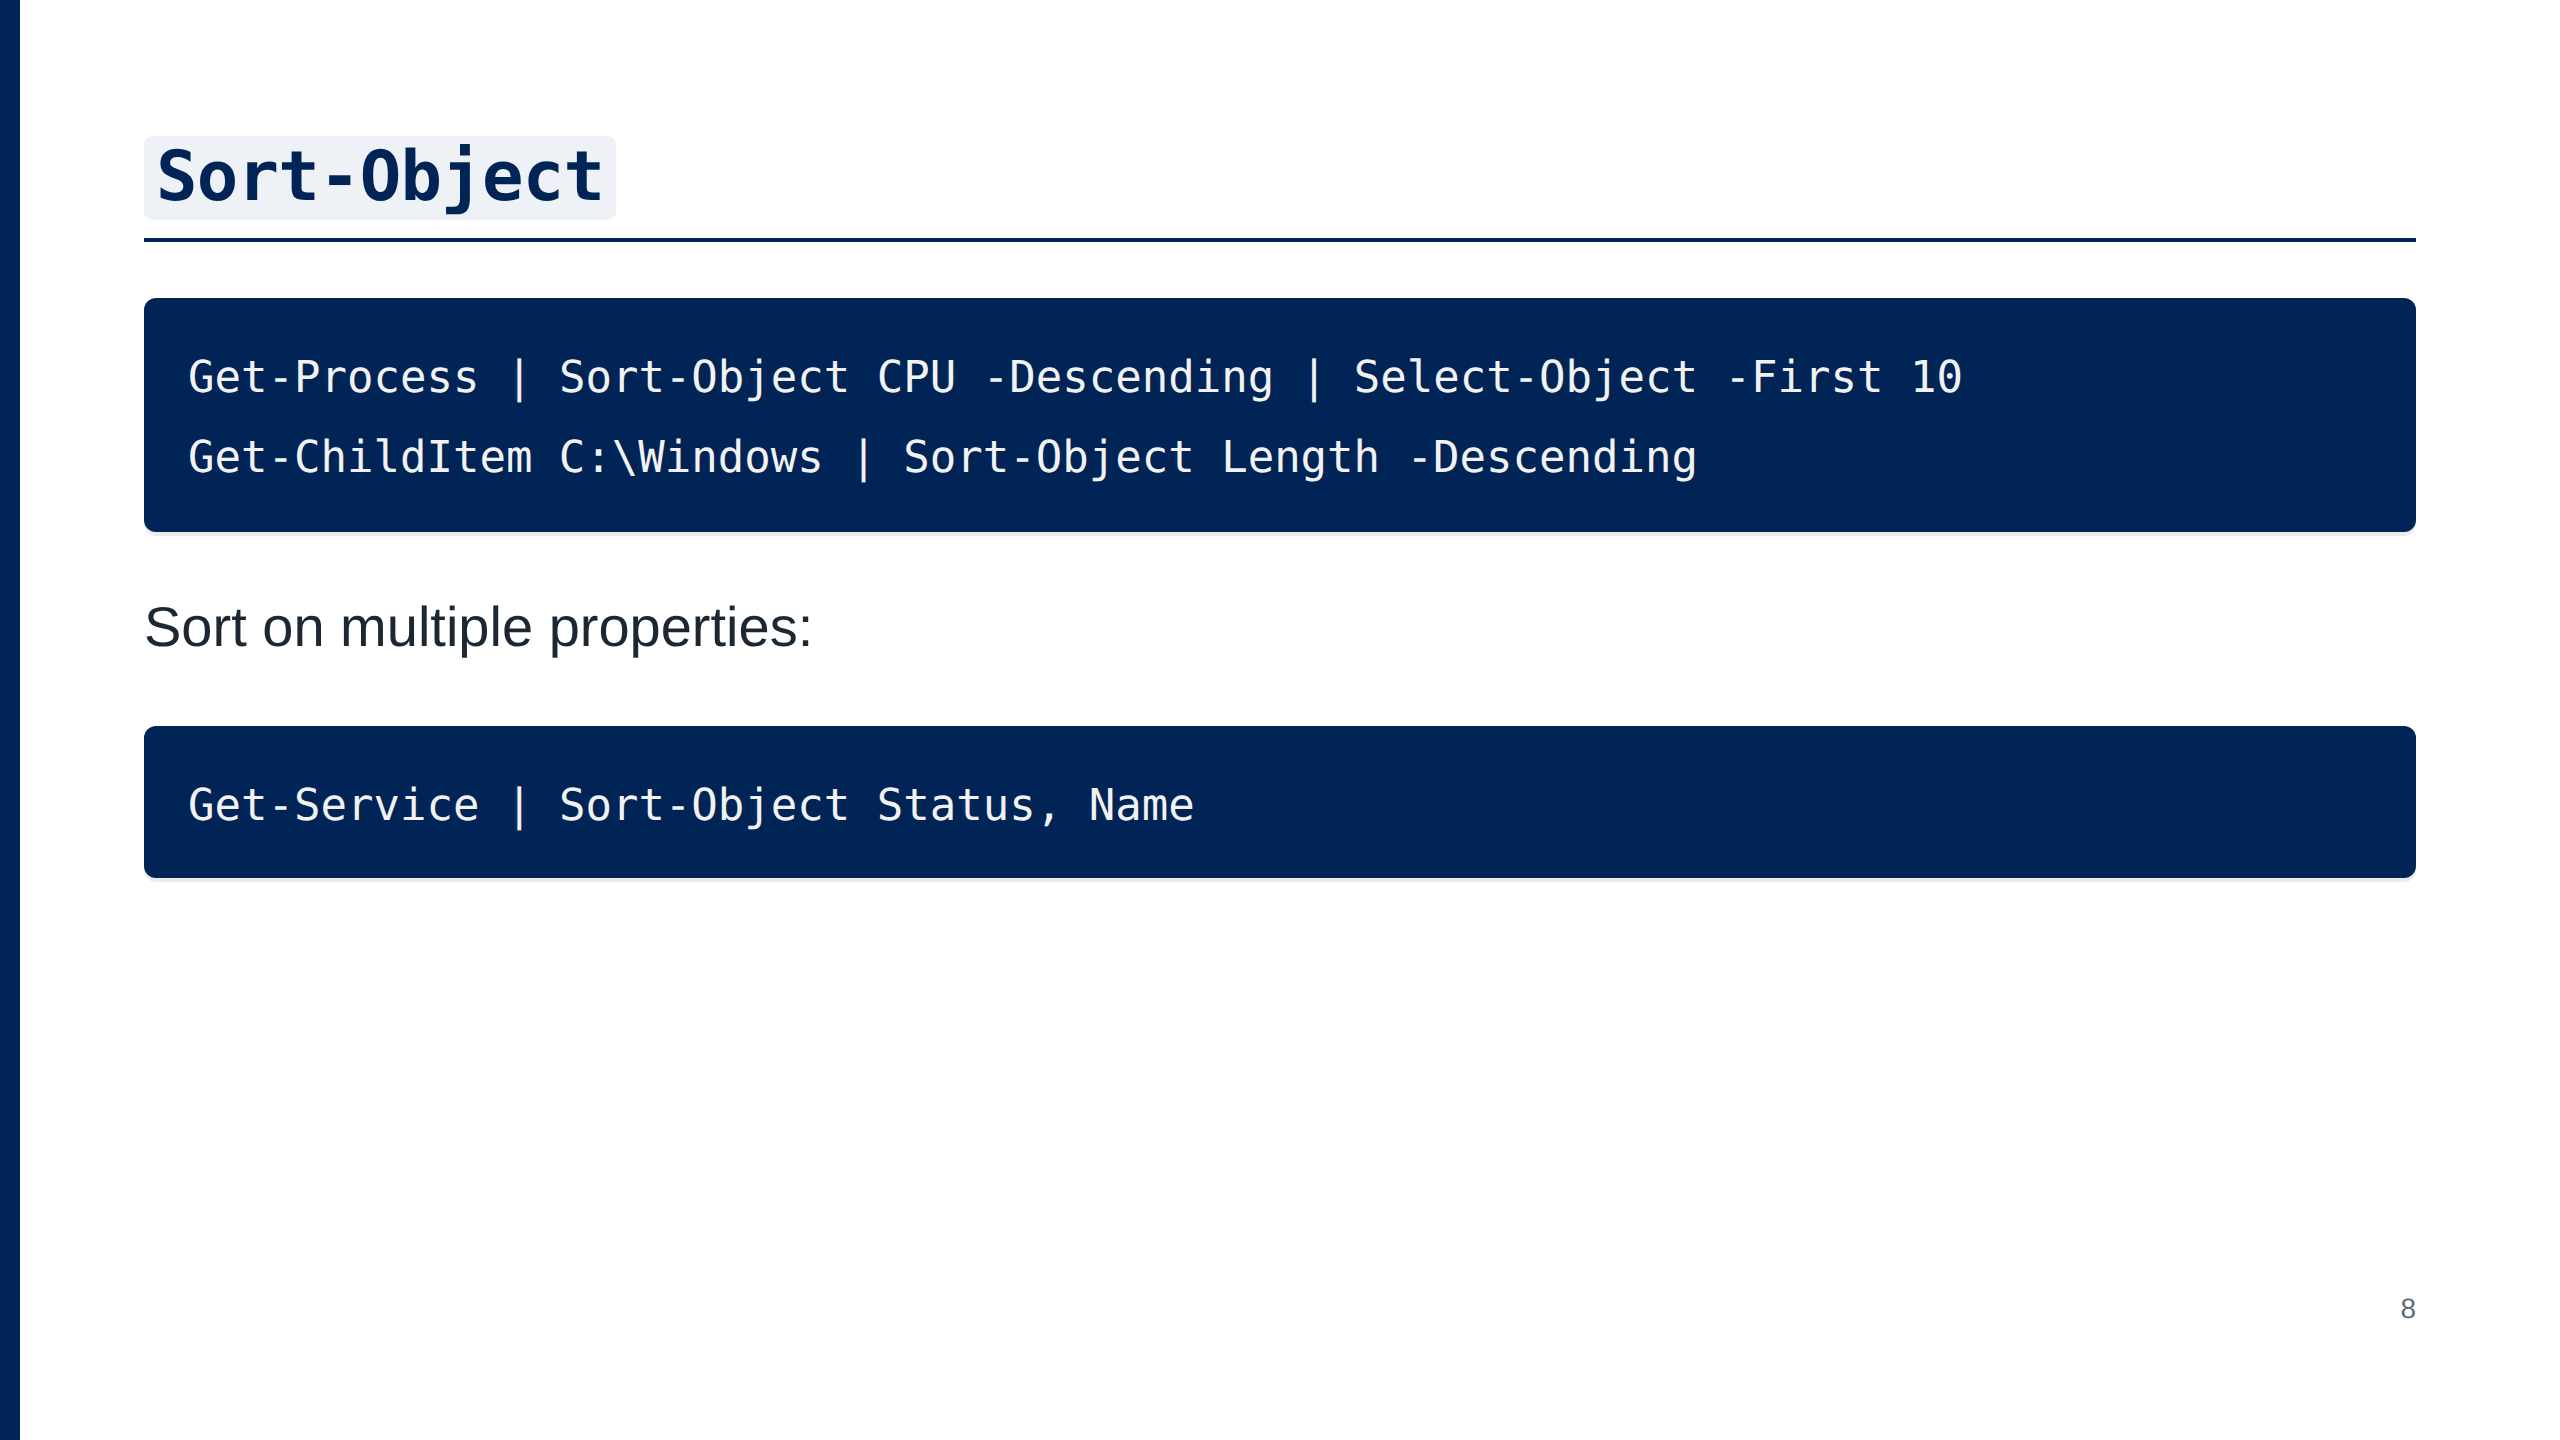 Sort-Object
Get-Process | Sort-Object CPU -Descending | Select-Object -First 10
Get-ChildItem C:\Windows | Sort-Object Length -Descending
Sort on multiple properties:
Get-Service | Sort-Object Status, Name
8